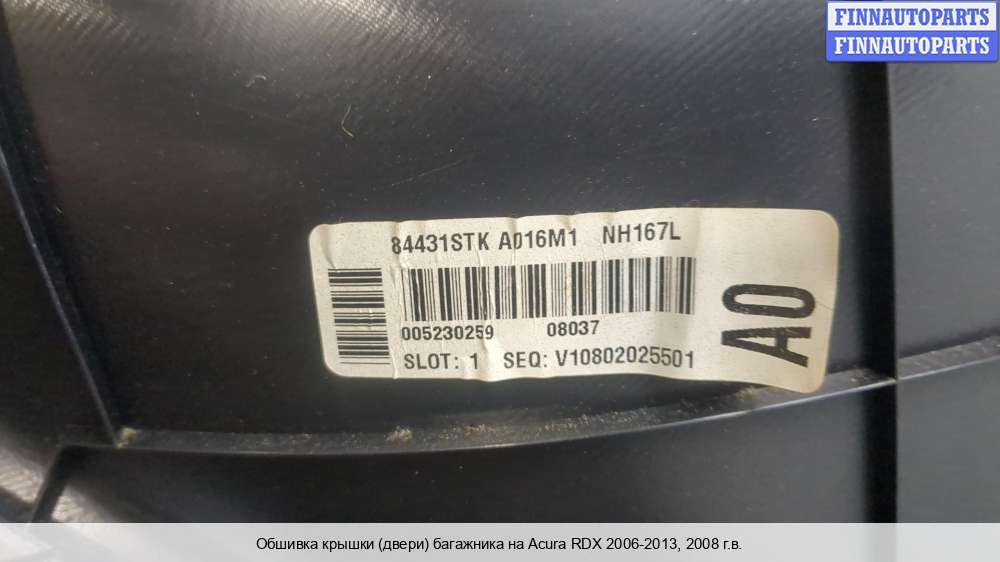 FINNAUTOPARTS
FINNAUTOPARTS
84431STK A016M1 NH167L
005230259 08037
SLOT: 1 SEQ: V10802025501
A0
Обшивка крышки (двери) багажника на Acura RDX 2006-2013, 2008 г.в.